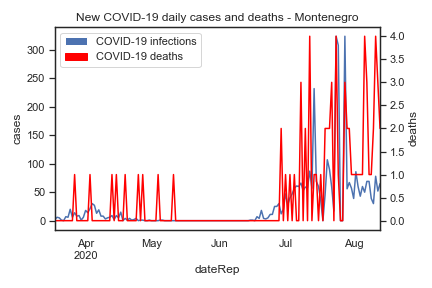 New COVID-19 daily cases and deaths - Montenegro
COVID-19 infections
COVID-19 deaths
cases
300
250
200
150
100
50
0
4.0
3.5
3.0
2.5
2.0
1.5
1.0
0.5
0.0
deaths
Apr
2020
May
Jun
Jul
Aug
dateRep